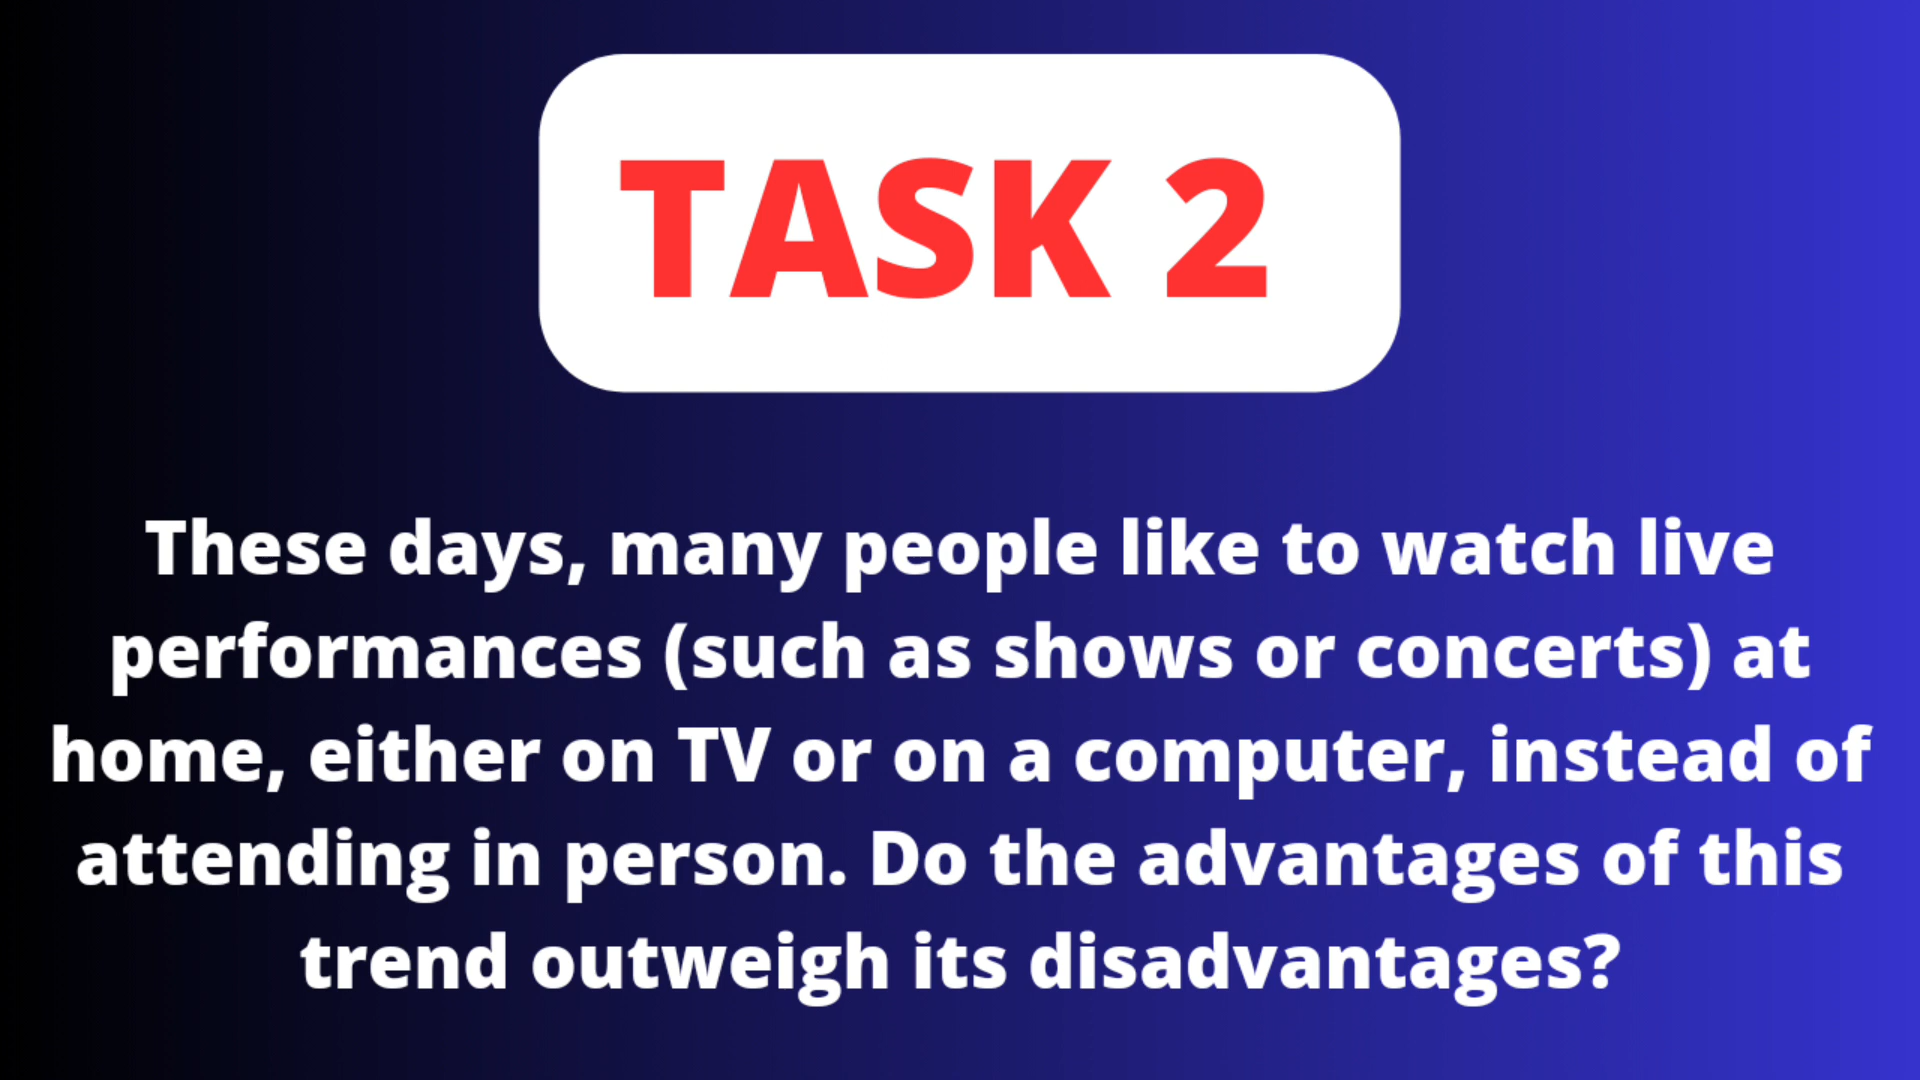 TASK 2
These days, many people like to watch live
performances (such as shows or concerts) at
home, either on TV or on a computer, instead of
attending in person. Do the advantages of this
trend outweigh its disadvantages?